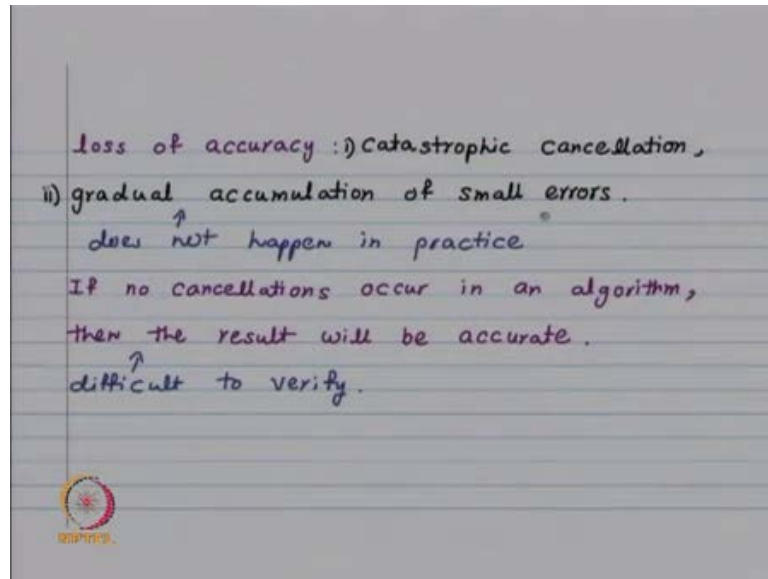 loss of accuracy : i) Catastrophic cancellation,
ii) gradual accumulation of small errors.
↑
does not happen in practice
If no cancellations occur in an algorithm,
then the result will be accurate.
↑
difficult to verify.
NPTEL